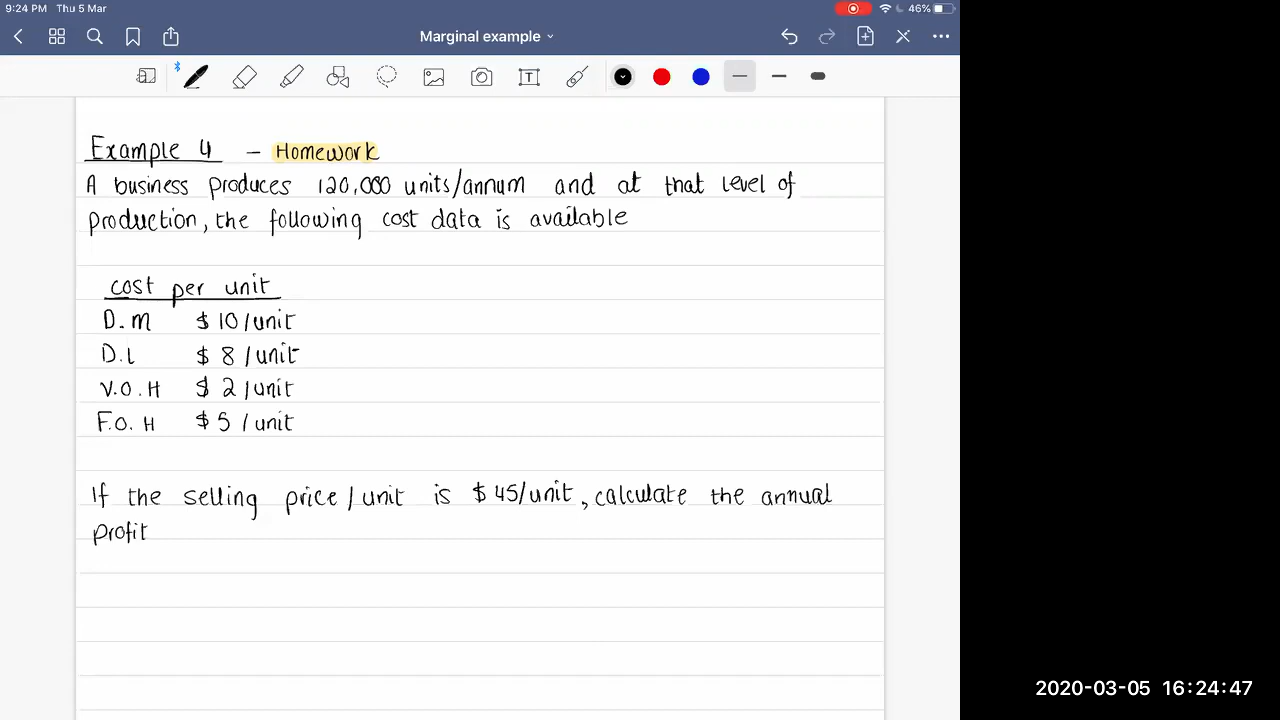 9:24 PM Thu 5 Mar
46%
Marginal example
Example 4 - Homework
A business produces 120,000 units/annum and at that level of
production, the following cost data is available
cost per unit
D.M $ 10/unit
D.L $ 8/unit
V.O.H $ 2/unit
F.O.H $ 5/unit
If the selling price/unit is $45/unit, calculate the annual
profit
2020-03-05 16:24:47